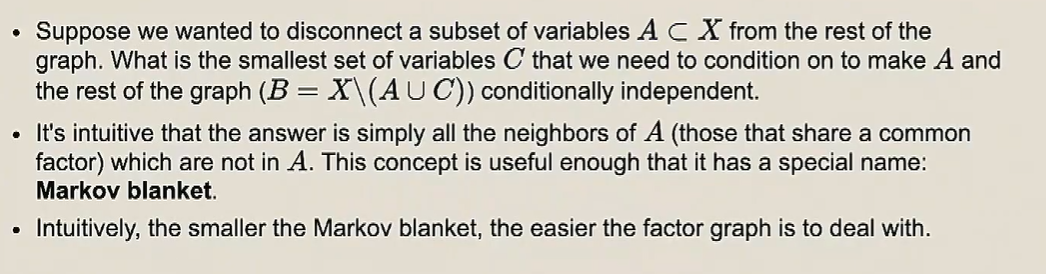 • Suppose we wanted to disconnect a subset of variables A ⊂ X from the rest of the
graph. What is the smallest set of variables C that we need to condition on to make A and
the rest of the graph (B = X\(A ∪ C)) conditionally independent.
• It's intuitive that the answer is simply all the neighbors of A (those that share a common
factor) which are not in A. This concept is useful enough that it has a special name:
Markov blanket.
• Intuitively, the smaller the Markov blanket, the easier the factor graph is to deal with.